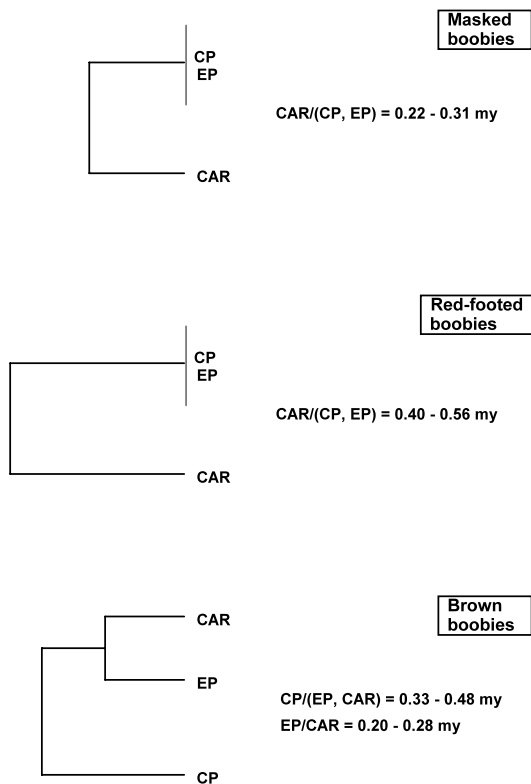 Masked
boobies
CP
EP
CAR/(CP, EP) = 0.22 - 0.31 my
CAR
Red-footed
boobies
CP
EP
CAR/(CP, EP) = 0.40 - 0.56 my
CAR
Brown
boobies
CAR
EP
CP/(EP, CAR) = 0.33 - 0.48 my
EP/CAR = 0.20 - 0.28 my
CP